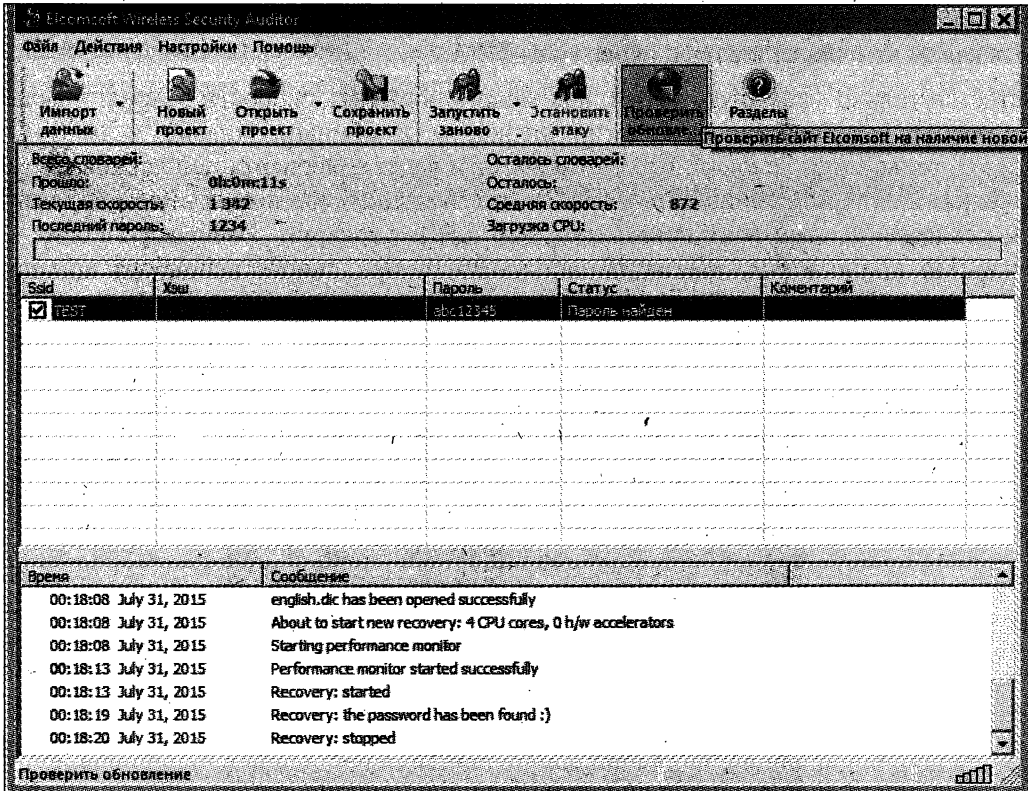 Elcomsoft Wireless Security Auditor
Файл Действия Настройки Помощь
Импорт данных
Новый проект
Открыть проект
Сохранить проект
Запустить заново
Установить атаку
Проверить обновле...
Разделы
Проверить сайт Elcomsoft на наличие новой
Всего словарей: Осталось словарей:
Прошло: 0h:0m:11s Осталось:
Текущая скорость: 1 342 Средняя скорость: 872
Последний пароль: 1234 Загрузка CPU:
Ssid Хэш Пароль Статус Коментарий
TEST abc12345 Пароль найден
Время Сообщение
00:18:08 July 31, 2015 english.dic has been opened successfully
00:18:08 July 31, 2015 About to start new recovery: 4 CPU cores, 0 h/w accelerators
00:18:08 July 31, 2015 Starting performance monitor
00:18:13 July 31, 2015 Performance monitor started successfully
00:18:13 July 31, 2015 Recovery: started
00:18:19 July 31, 2015 Recovery: the password has been found :)
00:18:20 July 31, 2015 Recovery: stopped
Проверить обновление